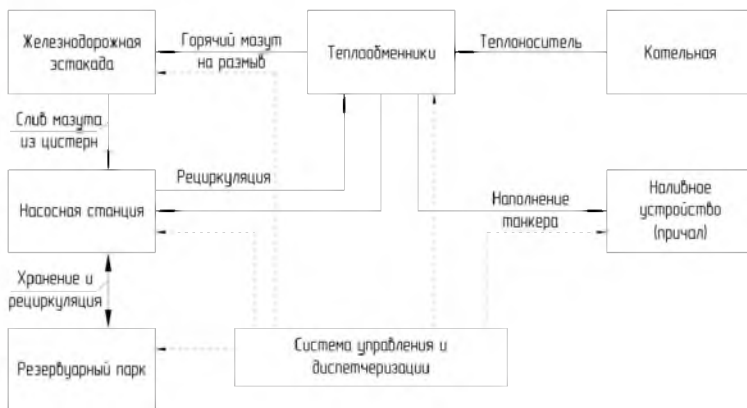 Железнодорожная
эстакада
Горячий мазут
на размыв
Теплообменники
Теплоноситель
Котельная
Слив мазута
из цистерн
Рециркуляция
Насосная станция
Наполнение
танкера
Наливное
устройство
(причал)
Хранение и
рециркуляция
Резервуарный парк
Система управления и
диспетчеризации